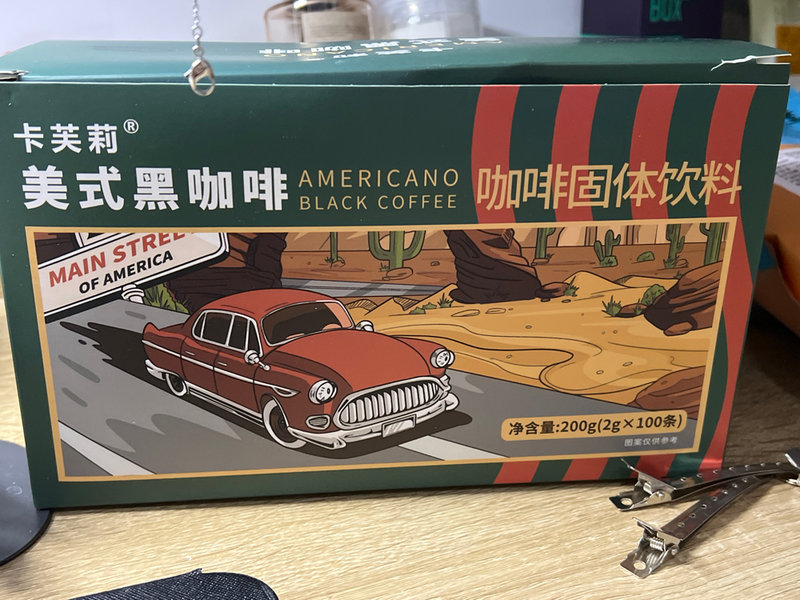 BOX
卡芙莉®
美式黑咖啡
AMERICANO
BLACK COFFEE
咖啡固体饮料
MAIN STREE
OF AMERICA
净含量:200g(2g×100条)
图案仅供参考